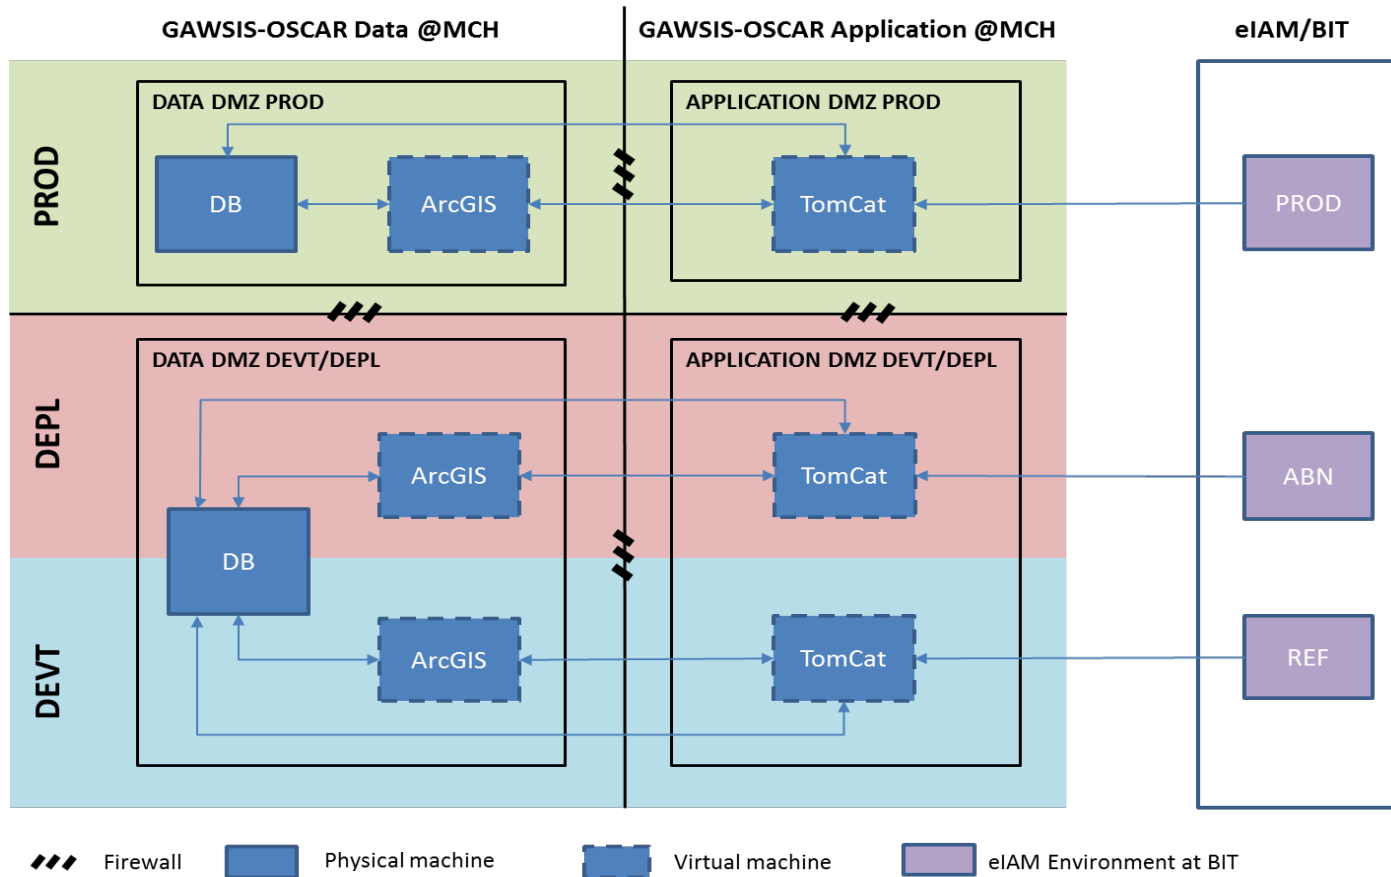 GAWSIS-OSCAR Data @MCH
GAWSIS-OSCAR Application @MCH
eIAM/BIT
PROD
DATA DMZ PROD
APPLICATION DMZ PROD
DB
ArcGIS
TomCat
PROD
DEPL
DATA DMZ DEVT/DEPL
APPLICATION DMZ DEVT/DEPL
ArcGIS
TomCat
ABN
DB
DEVT
ArcGIS
TomCat
REF
Firewall
Physical machine
Virtual machine
eIAM Environment at BIT